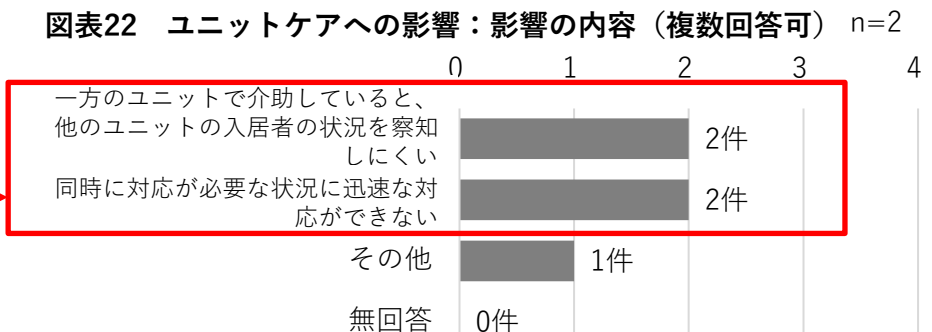 図表22　ユニットケアへの影響：影響の内容（複数回答可） n=2
0 1 2 3 4
一方のユニットで介助していると、
他のユニットの入居者の状況を察知
しにくい
2件
同時に対応が必要な状況に迅速な対
応ができない
2件
その他
1件
無回答
0件